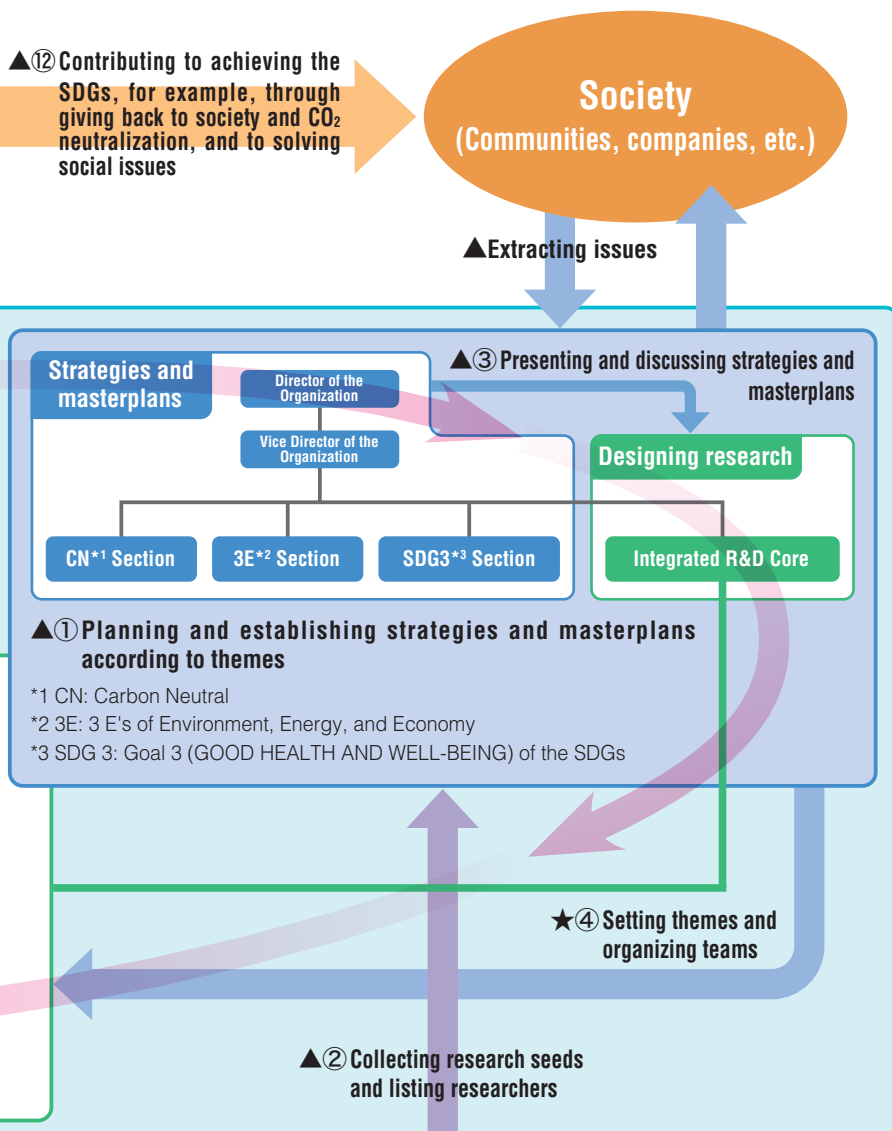 ▲⑫ Contributing to achieving the
SDGs, for example, through
giving back to society and CO₂
neutralization, and to solving
social issues
Society
(Communities, companies, etc.)
▲Extracting issues
Strategies and
masterplans
Director of the
Organization
Vice Director of the
Organization
▲③ Presenting and discussing strategies and
masterplans
Designing research
CN*¹ Section
3E*² Section
SDG3*³ Section
Integrated R&D Core
▲① Planning and establishing strategies and masterplans
according to themes
*1 CN: Carbon Neutral
*2 3E: 3 E's of Environment, Energy, and Economy
*3 SDG 3: Goal 3 (GOOD HEALTH AND WELL-BEING) of the SDGs
★④ Setting themes and
organizing teams
▲② Collecting research seeds
and listing researchers